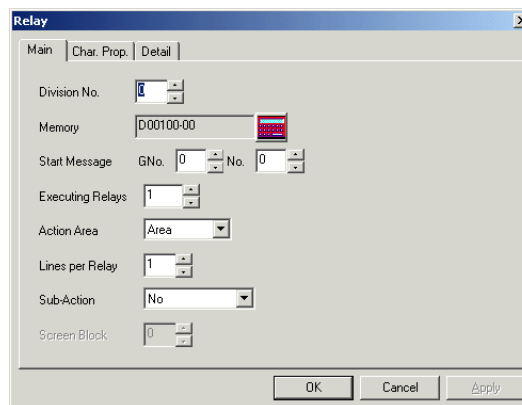 Relay
Main Char. Prop. Detail
Division No. 0
Memory D00100-00
Start Message GNo. 0 No. 0
Executing Relays 1
Action Area Area
Lines per Relay 1
Sub-Action No
Screen Block 0
OK Cancel Apply